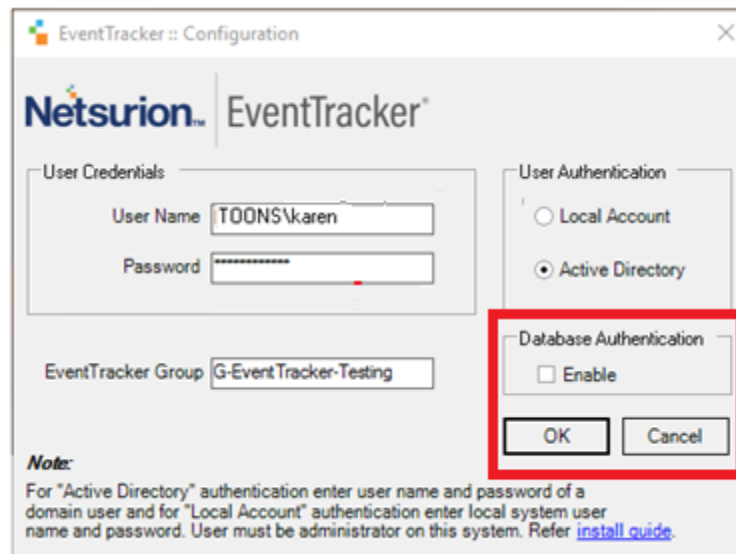 EventTracker :: Configuration
Netsurion™ EventTracker®
User Credentials
User Name TOONS\karen
Password ************
EventTracker Group G-EventTracker-Testing
User Authentication
Local Account
Active Directory
Database Authentication
Enable
OK Cancel
Note:
For "Active Directory" authentication enter user name and password of a
domain user and for "Local Account" authentication enter local system user
name and password. User must be administrator on this system. Refer install guide.